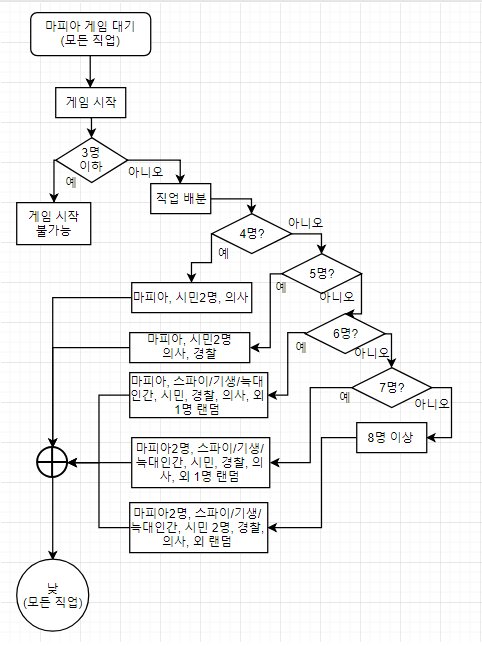 마피아 게임 대기
(모든 직업)
게임 시작
3명
이하
예
아니오
게임 시작
불가능
직업 배분
4명?
예
아니오
마피아, 시민2명, 의사
5명?
예
아니오
마피아, 시민2명
의사, 경찰
6명?
예
아니오
마피아, 스파이/기생/늑대
인간, 시민, 경찰, 의사, 외
1명 랜덤
7명?
예
아니오
8명 이상
마피아2명, 스파이/기생/
늑대인간, 시민, 경찰, 의
사, 외 1명 랜덤
마피아2명, 스파이/기생/
늑대인간, 시민 2명, 경찰,
의사, 외 랜덤
낮
(모든 직업)